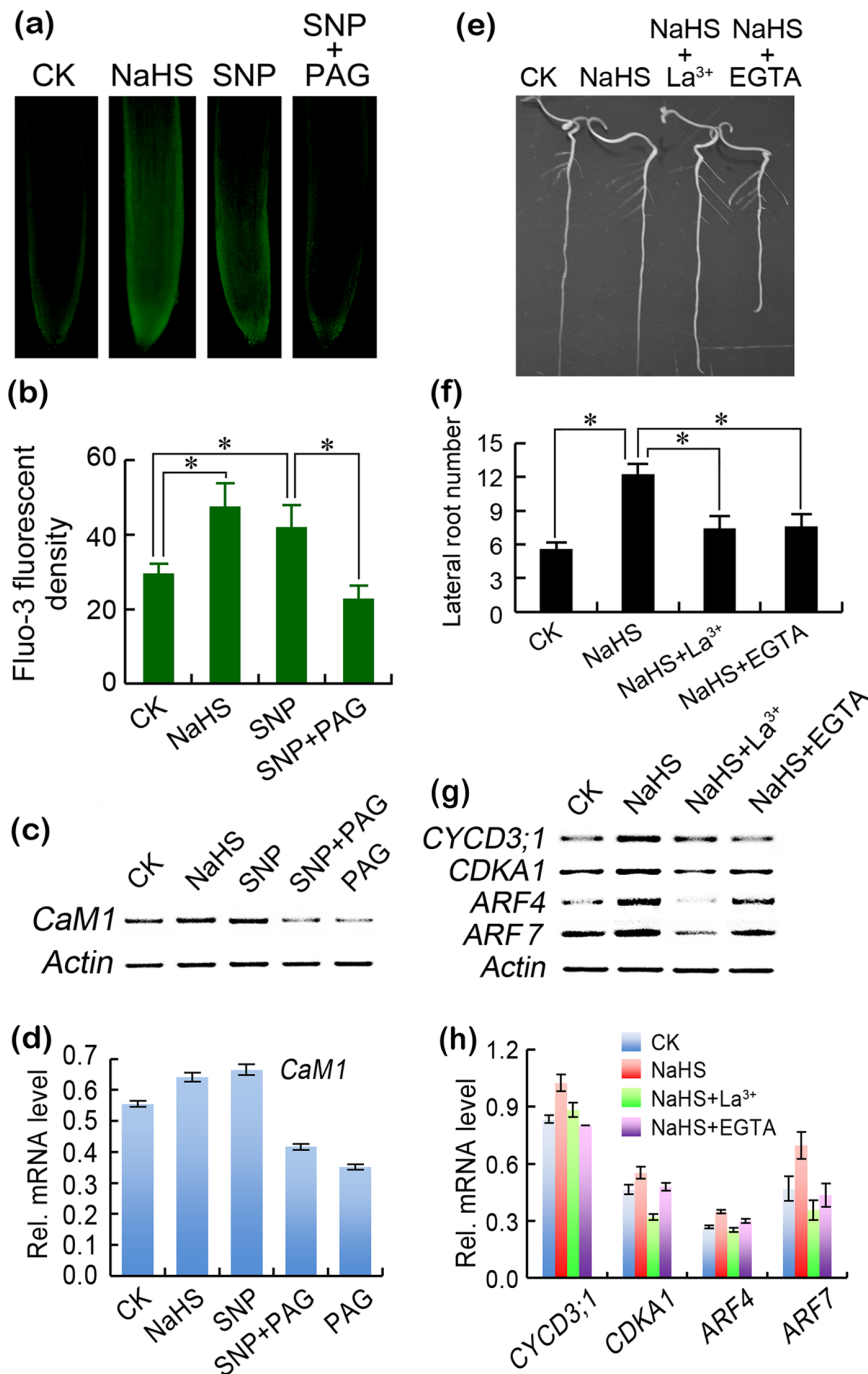 (a)
CK NaHS SNP SNP
+
PAG
(b)
Fluo-3 fluorescent
density
60
40
20
0
* * *
CK NaHS SNP SNP+PAG
(c)
CK NaHS SNP SNP+PAG PAG
CaM1
Actin
(d)
CaM1
Rel. mRNA level
0.7
0.6
0.5
0.4
0.3
0.2
0.1
0.0
CK NaHS SNP SNP+PAG PAG
(e)
CK NaHS NaHS
+
La³⁺
NaHS
+
EGTA
(f)
Lateral root number
15
12
9
6
3
0
* * *
CK NaHS NaHS+La³⁺ NaHS+EGTA
(g)
CK NaHS NaHS+La³⁺ NaHS+EGTA
CYCD3;1
CDKA1
ARF4
ARF7
Actin
(h)
Rel. mRNA level
1.2
0.9
0.6
0.3
0.0
CK
NaHS
NaHS+La³⁺
NaHS+EGTA
CYCD3;1 CDKA1 ARF4 ARF7